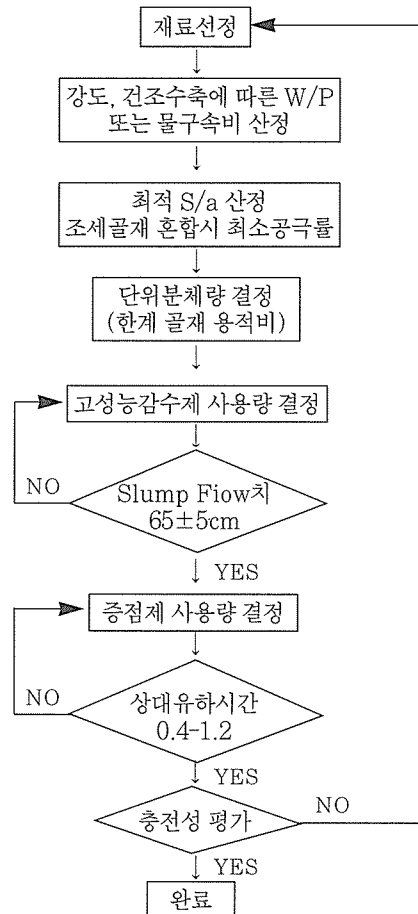 재료선정
강도, 건조수축에 따른 W/P
또는 물구속비 산정
최적 S/a 산정
조세골재 혼합시 최소공극률
단위분체량 결정
(한계 골재 용적비)
고성능감수제 사용량 결정
NO
Slump Fiow치
65±5cm
YES
증점제 사용량 결정
NO
상대유하시간
0.4-1.2
YES
충전성 평가
NO
YES
완료